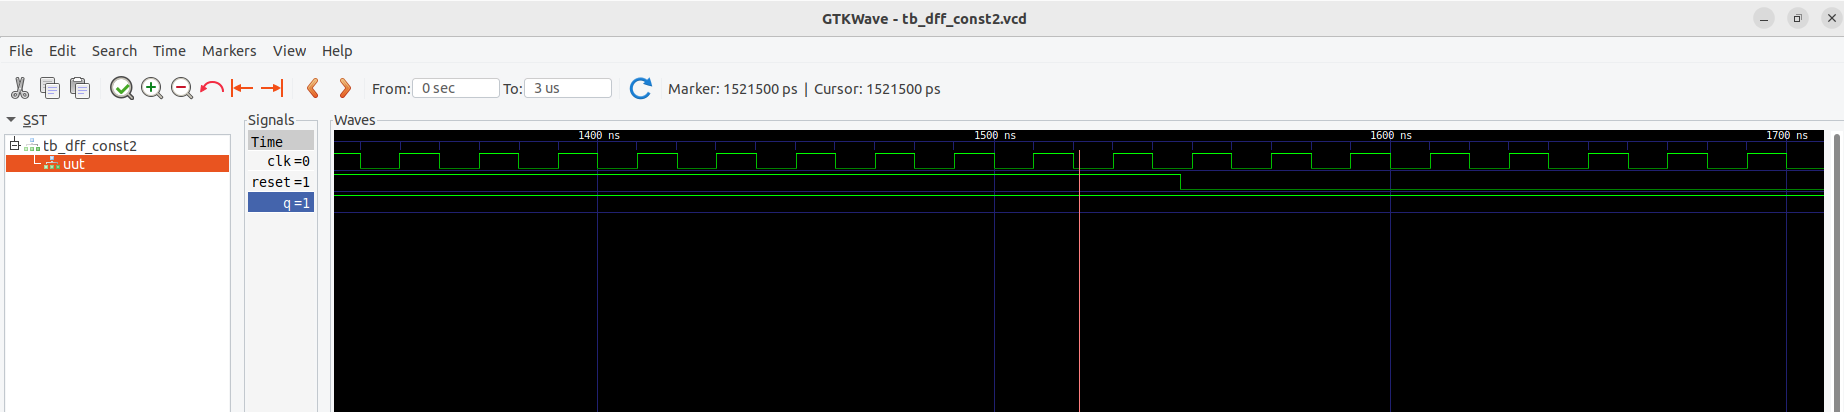 GTKWave - tb_dff_const2.vcd
File Edit Search Time Markers View Help
From: 0 sec To: 3 us Marker: 1521500 ps | Cursor: 1521500 ps
SST
tb_dff_const2
uut
Signals
Time
clk =0
reset =1
q =1
Waves
1400 ns 1500 ns 1600 ns 1700 ns